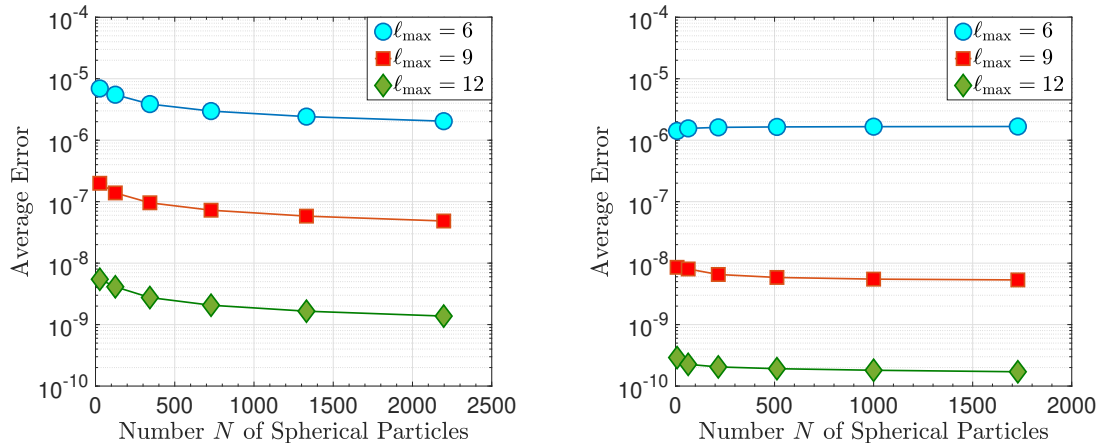 10^-4
10^-5
10^-6
10^-7
10^-8
10^-9
10^-10
Average Error
0 500 1000 1500 2000 2500
Number N of Spherical Particles
ℓmax = 6
ℓmax = 9
ℓmax = 12
10^-4
10^-5
10^-6
10^-7
10^-8
10^-9
10^-10
Average Error
0 500 1000 1500 2000
Number N of Spherical Particles
ℓmax = 6
ℓmax = 9
ℓmax = 12